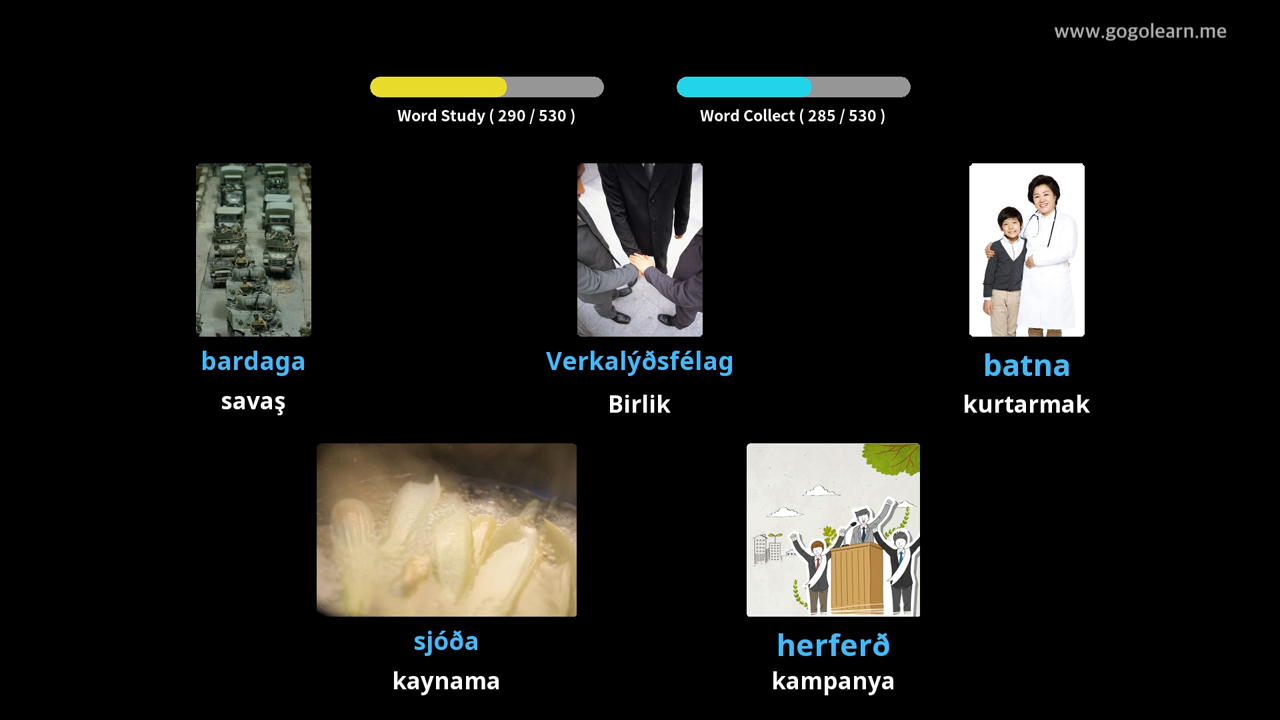 www.gogolearn.me
Word Study ( 290 / 530 )
Word Collect ( 285 / 530 )
bardaga
savaş
Verkalýðsfélag
Birlik
batna
kurtarmak
sjóða
kaynama
herferð
kampanya